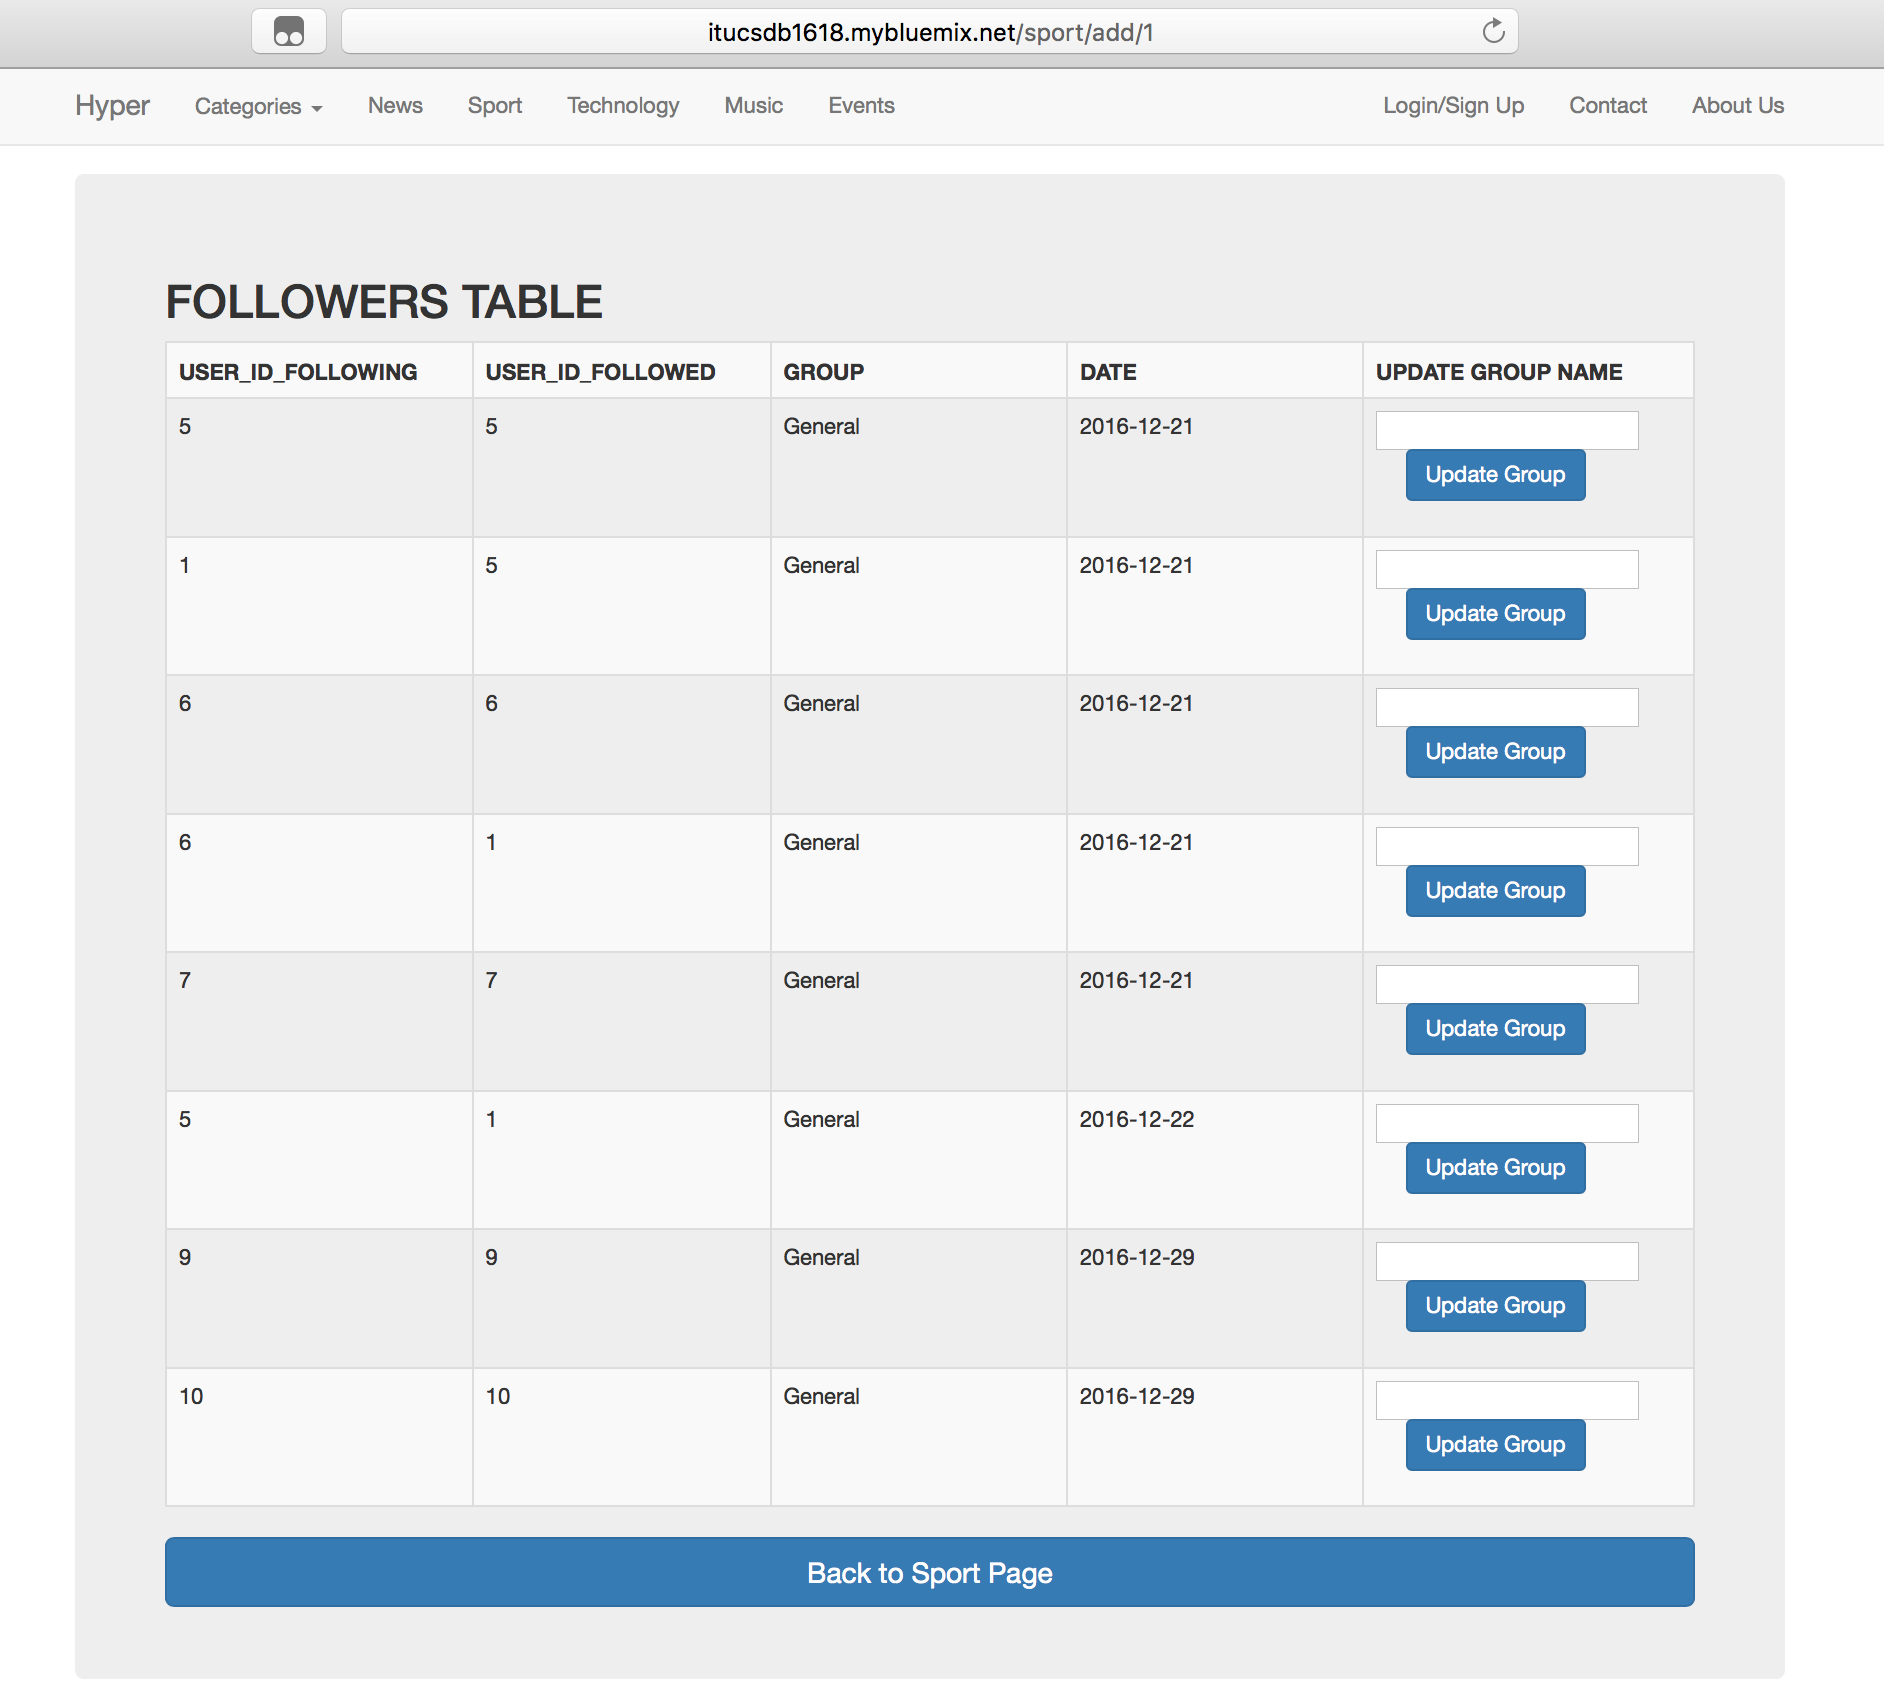 itucsdb1618.mybluemix.net/sport/add/1
Hyper Categories News Sport Technology Music Events Login/Sign Up Contact About Us
FOLLOWERS TABLE
USER_ID_FOLLOWING USER_ID_FOLLOWED GROUP DATE UPDATE GROUP NAME
5 5 General 2016-12-21
Update Group
1 5 General 2016-12-21
Update Group
6 6 General 2016-12-21
Update Group
6 1 General 2016-12-21
Update Group
7 7 General 2016-12-21
Update Group
5 1 General 2016-12-22
Update Group
9 9 General 2016-12-29
Update Group
10 10 General 2016-12-29
Update Group
Back to Sport Page